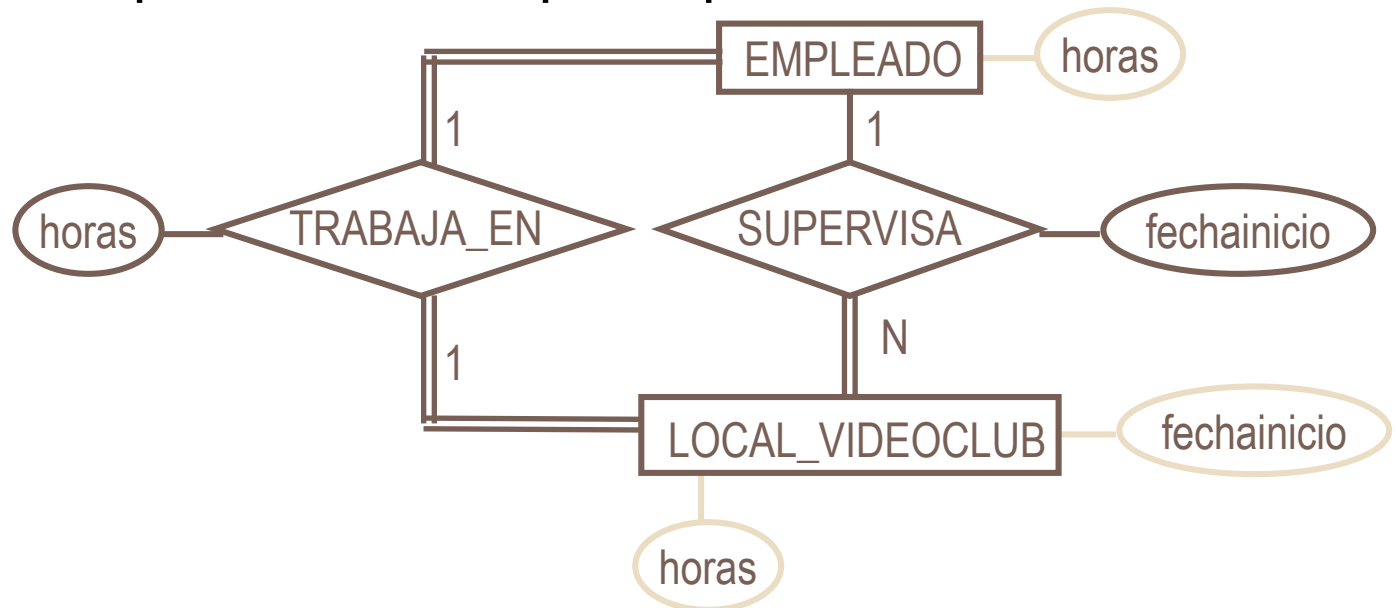 EMPLEADO
horas
1
1
horas
TRABAJA_EN
SUPERVISA
fechainicio
1
N
LOCAL_VIDEOCLUB
fechainicio
horas